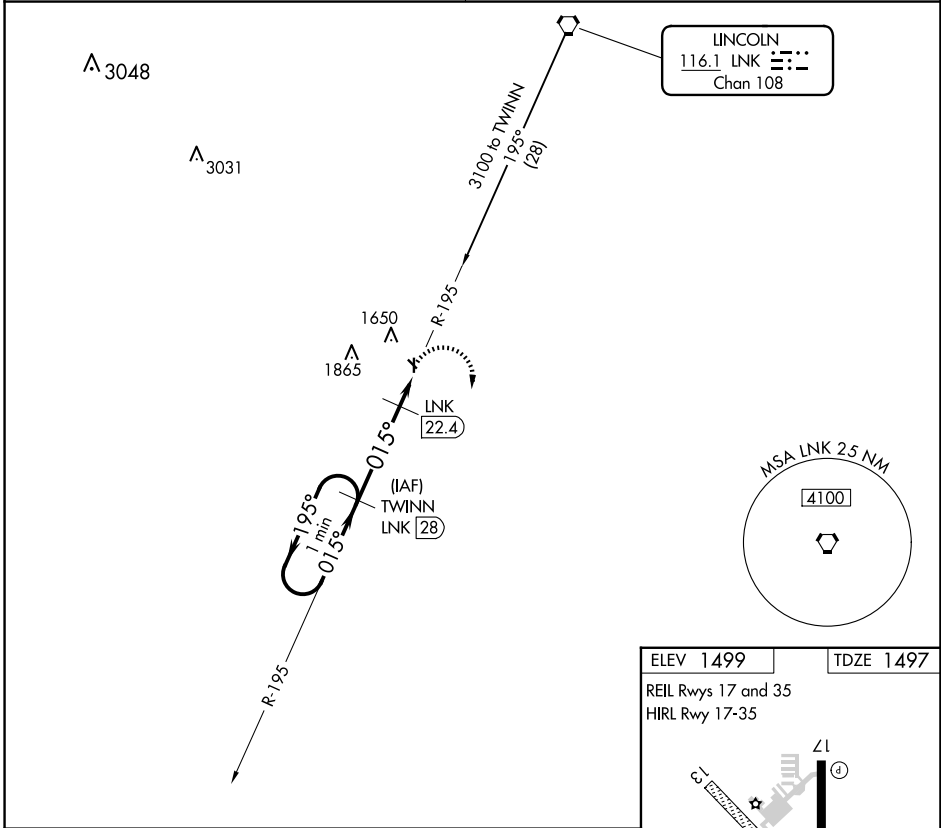 LINCOLN
116.1 LNK
Chan 108
3048
3031
3100 to TWINN
195°
(28)
R-195
1650
1865
LNK
22.4
015°
(IAF)
TWINN
LNK 28
195°
1 min
015°
R-195
MSA LNK 25 NM
4100
ELEV 1499
TDZE 1497
REIL Rwys 17 and 35
HIRL Rwy 17-35
17
P
13